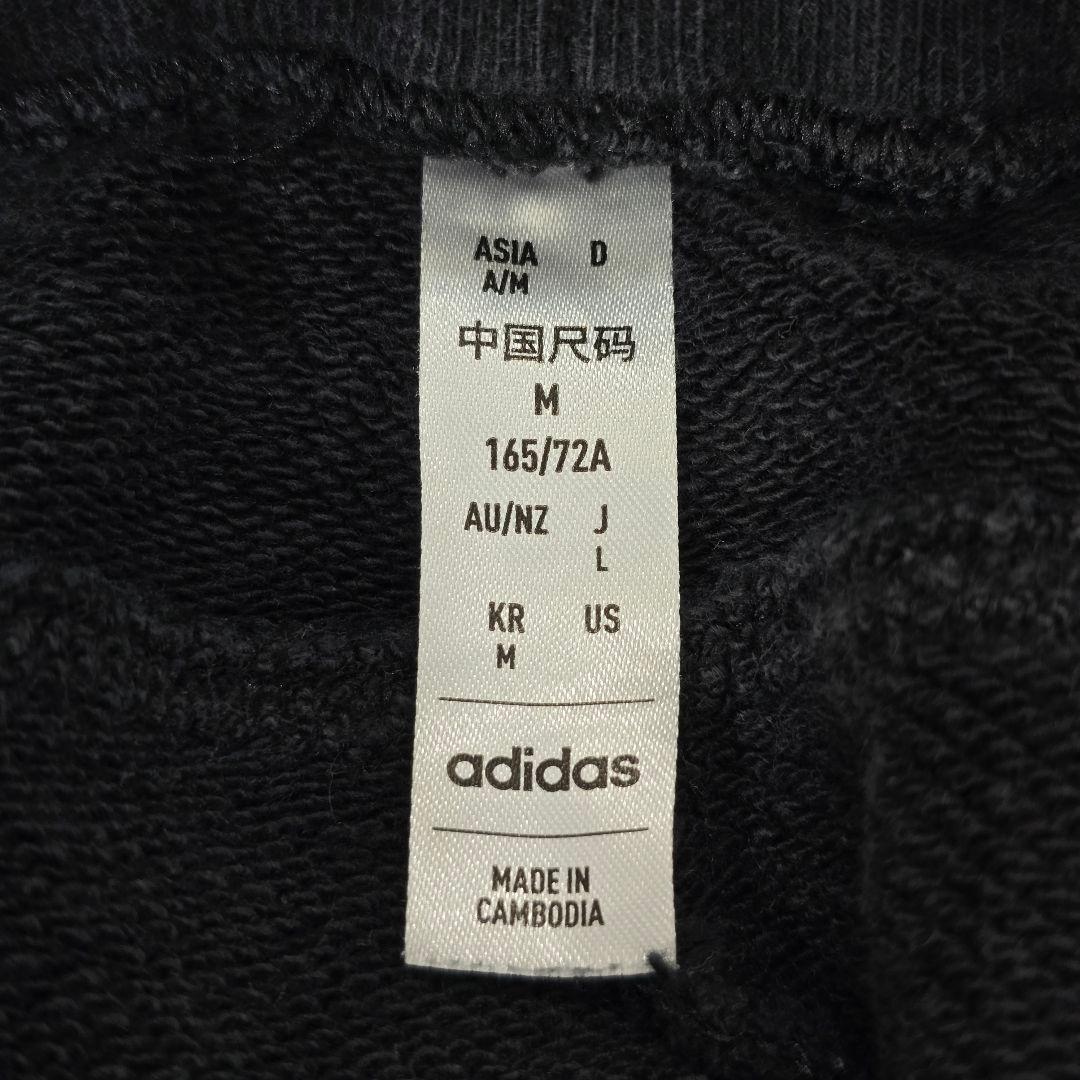 ASIA D
A/M
中国尺码
M
165/72A
AU/NZ J
L
KR US
M
adidas
MADE IN
CAMBODIA